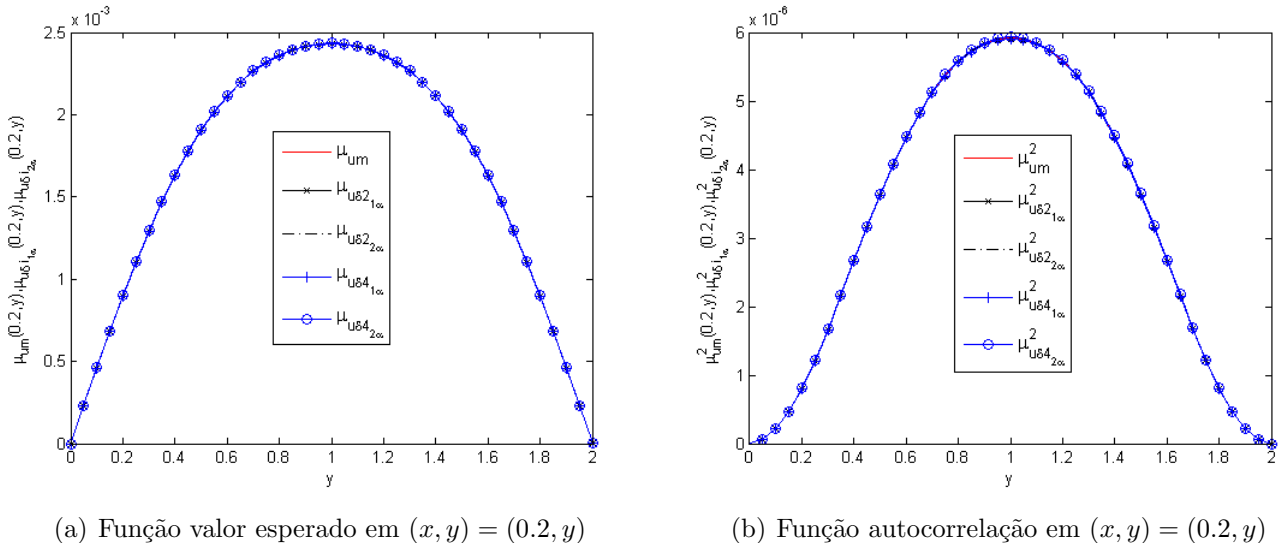 x 10^-3
2.5
2
1.5
1
0.5
0
0 0.2 0.4 0.6 0.8 1 1.2 1.4 1.6 1.8 2
y
μ_um(0.2,y),μ_uδi_1α(0.2,y),μ_uδi_2α(0.2,y)
μ_um
μ_uδ2_1α
μ_uδ2_2α
μ_uδ4_1α
μ_uδ4_2α
(a) Função valor esperado em (x, y) = (0.2, y)
x 10^-6
6
5
4
3
2
1
0
0 0.2 0.4 0.6 0.8 1 1.2 1.4 1.6 1.8 2
y
μ²_um(0.2,y),μ²_uδi_1α(0.2,y),μ²_uδi_2α(0.2,y)
μ²_um
μ²_uδ2_1α
μ²_uδ2_2α
μ²_uδ4_1α
μ²_uδ4_2α
(b) Função autocorrelação em (x, y) = (0.2, y)